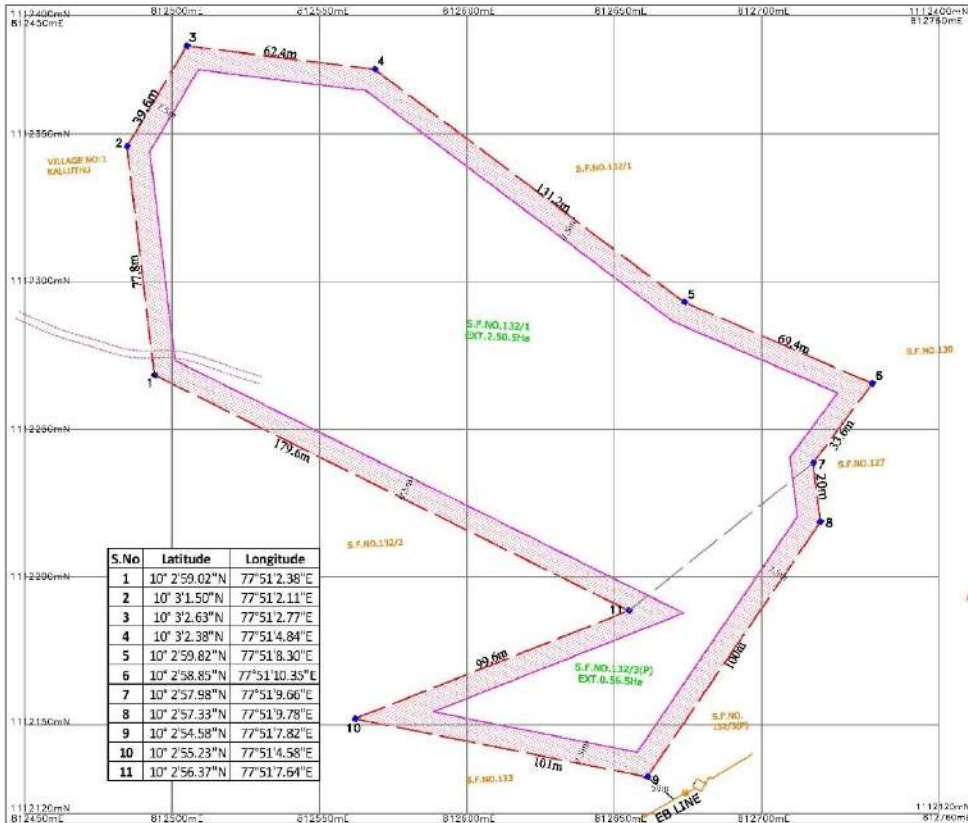 1112400mN
812450mE
812500mE
812550mE
812600mE
812650mE
812700mE
1112400mN
812760mE
3
62.4m
4
39.6m
7.5m
2
1112350mN
VILLAGE NO:1
KALLUTHU
S.F.NO.132/1
131.2m
77.8m
1112300mN
5
S.F.NO.132/1
EXT.2.50.5Ha
69.4m
S.F.NO.130
6
1
33.6m
1112250mN
179.6m
7
S.F.NO.127
20m
8
S.F.NO.132/2
1112200mN
7.5m
11
99.6m
100m
S.F.NO.132/3(P)
EXT.0.56.5Ha
S.No Latitude Longitude
1 10° 2'59.02"N 77°51'2.38"E
2 10° 3'1.50"N 77°51'2.11"E
3 10° 3'2.63"N 77°51'2.77"E
4 10° 3'2.38"N 77°51'4.84"E
5 10° 2'59.82"N 77°51'8.30"E
6 10° 2'58.85"N 77°51'10.35"E
7 10° 2'57.98"N 77°51'9.66"E
8 10° 2'57.33"N 77°51'9.78"E
9 10° 2'54.58"N 77°51'7.82"E
10 10° 2'55.23"N 77°51'4.58"E
11 10° 2'56.37"N 77°51'7.64"E
1112150mN
10
S.F.NO.
101m
S.F.NO.133
9
50m
EB LINE
1112120mN
812450mE
812500mE
812550mE
812600mE
812650mE
812700mE
1112120mN
812760mE